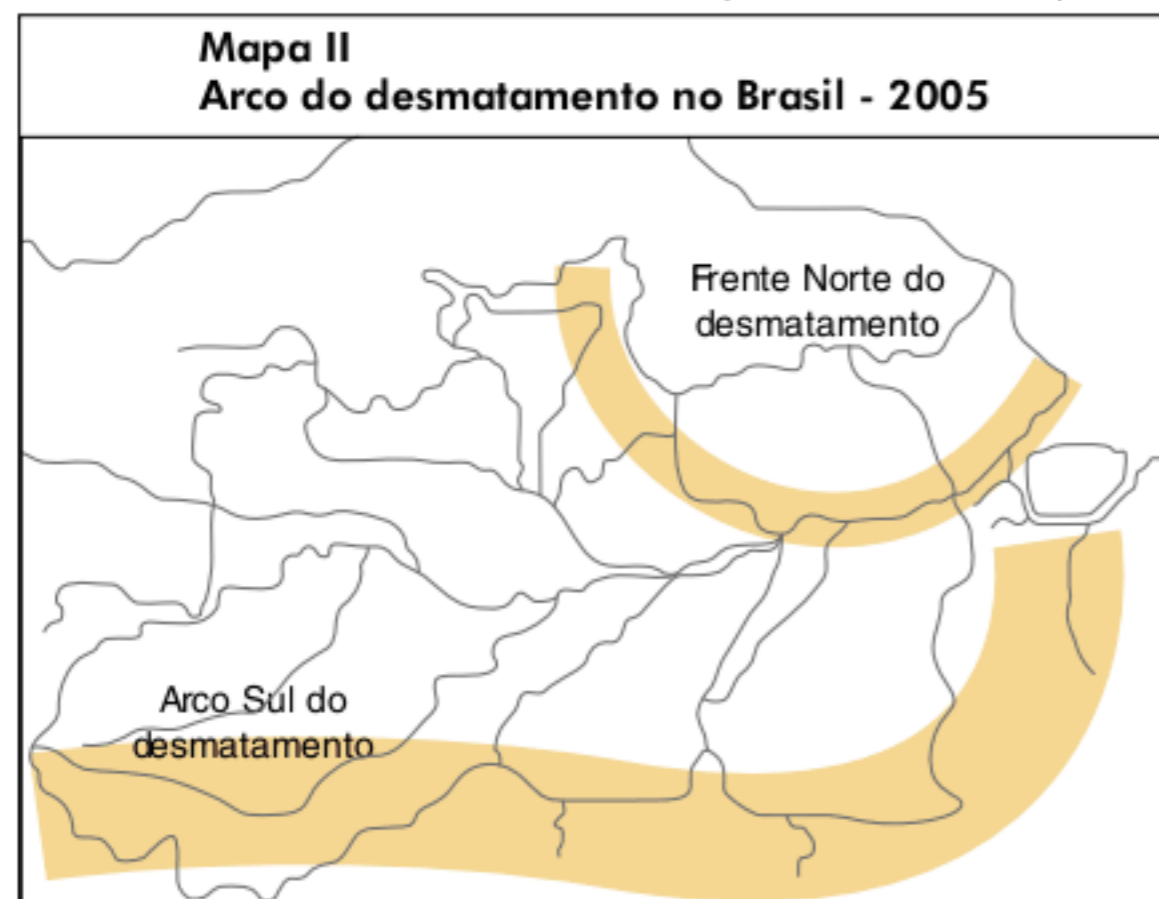 Mapa II
Arco do desmatamento no Brasil - 2005
Frente Norte do
desmatamento
Arco Sul do
desmatamento